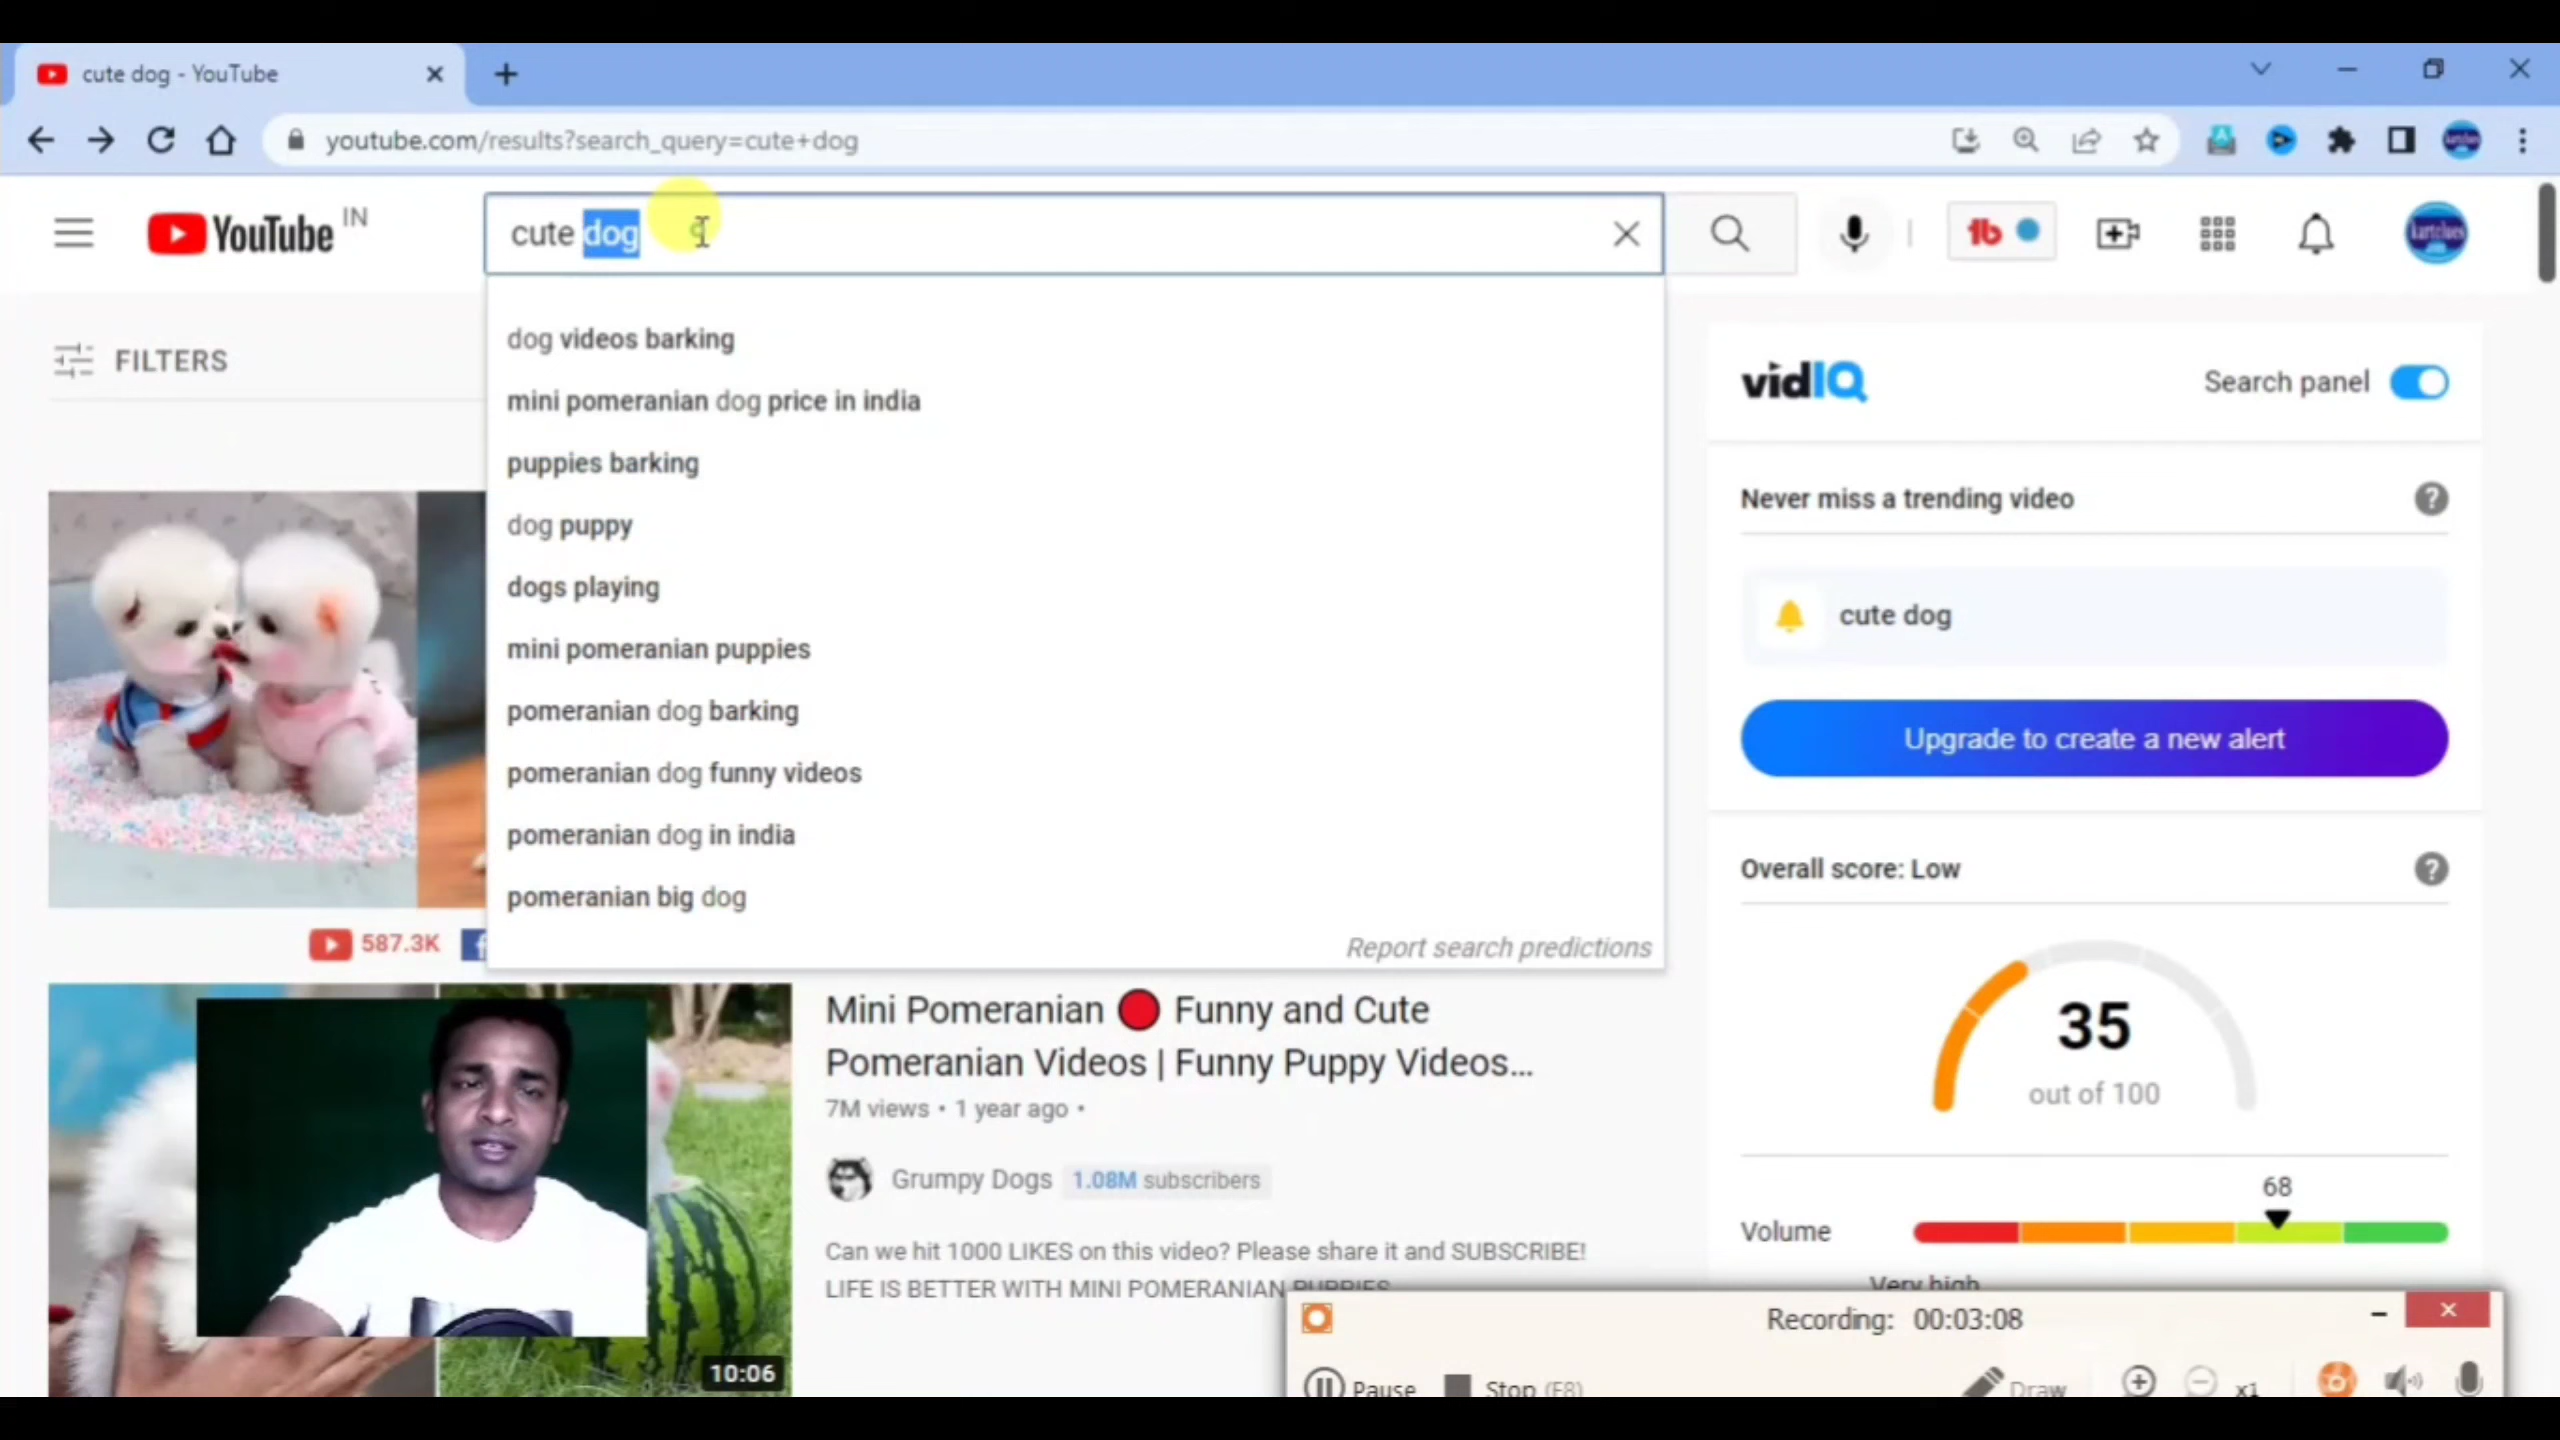 cute dog - YouTube
youtube.com/results?search_query=cute+dog
YouTube IN
cute dog
FILTERS
dog videos barking
mini pomeranian dog price in india
puppies barking
dog puppy
dogs playing
mini pomeranian puppies
pomeranian dog barking
pomeranian dog funny videos
pomeranian dog in india
pomeranian big dog
Report search predictions
587.3K
vidIQ
Search panel
Never miss a trending video
cute dog
Upgrade to create a new alert
Overall score: Low
35
out of 100
68
Volume
Very high
Mini Pomeranian 🔴 Funny and Cute
Pomeranian Videos | Funny Puppy Videos...
7M views • 1 year ago •
Grumpy Dogs 1.08M subscribers
Can we hit 1000 LIKES on this video? Please share it and SUBSCRIBE!
LIFE IS BETTER WITH MINI POMERANIAN PUPPIES
10:06
Recording: 00:03:08
Pause Stop (F8) Draw x1